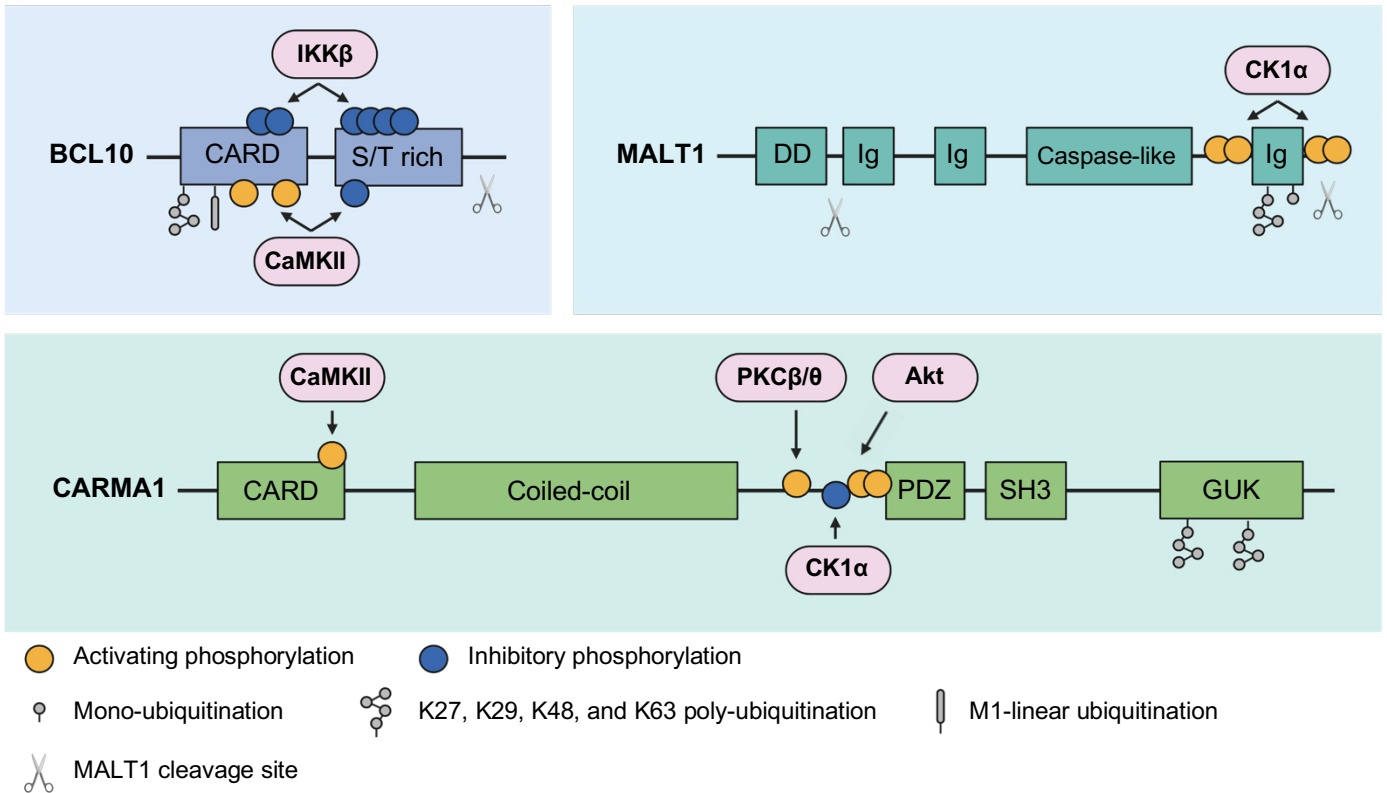 IKKβ
BCL10
CARD
S/T rich
CaMKII
CK1α
MALT1
DD
Ig
Ig
Caspase-like
Ig
CaMKII
PKCβ/θ
Akt
CARMA1
CARD
Coiled-coil
PDZ
SH3
GUK
CK1α
Activating phosphorylation
Inhibitory phosphorylation
Mono-ubiquitination
K27, K29, K48, and K63 poly-ubiquitination
M1-linear ubiquitination
MALT1 cleavage site